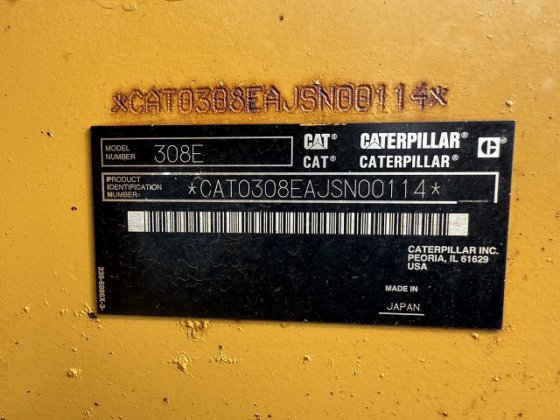 *CAT0308EAJSN00114*
MODEL NUMBER 308E
CAT® CATERPILLAR® C
CAT® CATERPILLAR®
PRODUCT IDENTIFICATION NUMBER: *CAT0308EAJSN00114*
CATERPILLAR INC.
PEORIA, IL 61629
USA
MADE IN
JAPAN